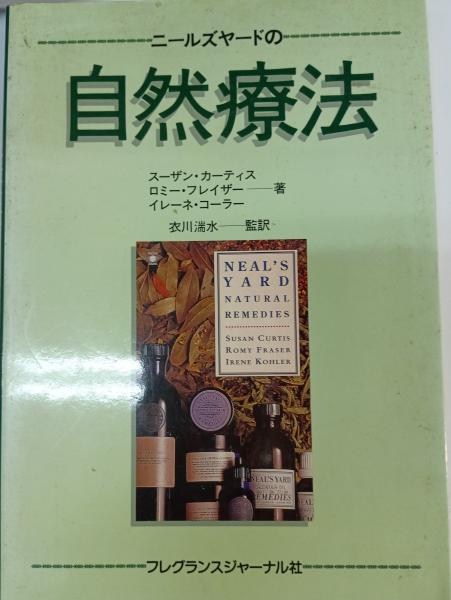 ニールズヤードの
自然療法
スーザン・カーティス
ロミー・フレイザー――著
イレーネ・コーラー
衣川湍水――監訳
NEAL'S
YARD
NATURAL
REMEDIES
SUSAN CURTIS
ROMY FRASER
IRENE KOHLER
NEAL'S YARD
REMEDIES
フレグランスジャーナル社